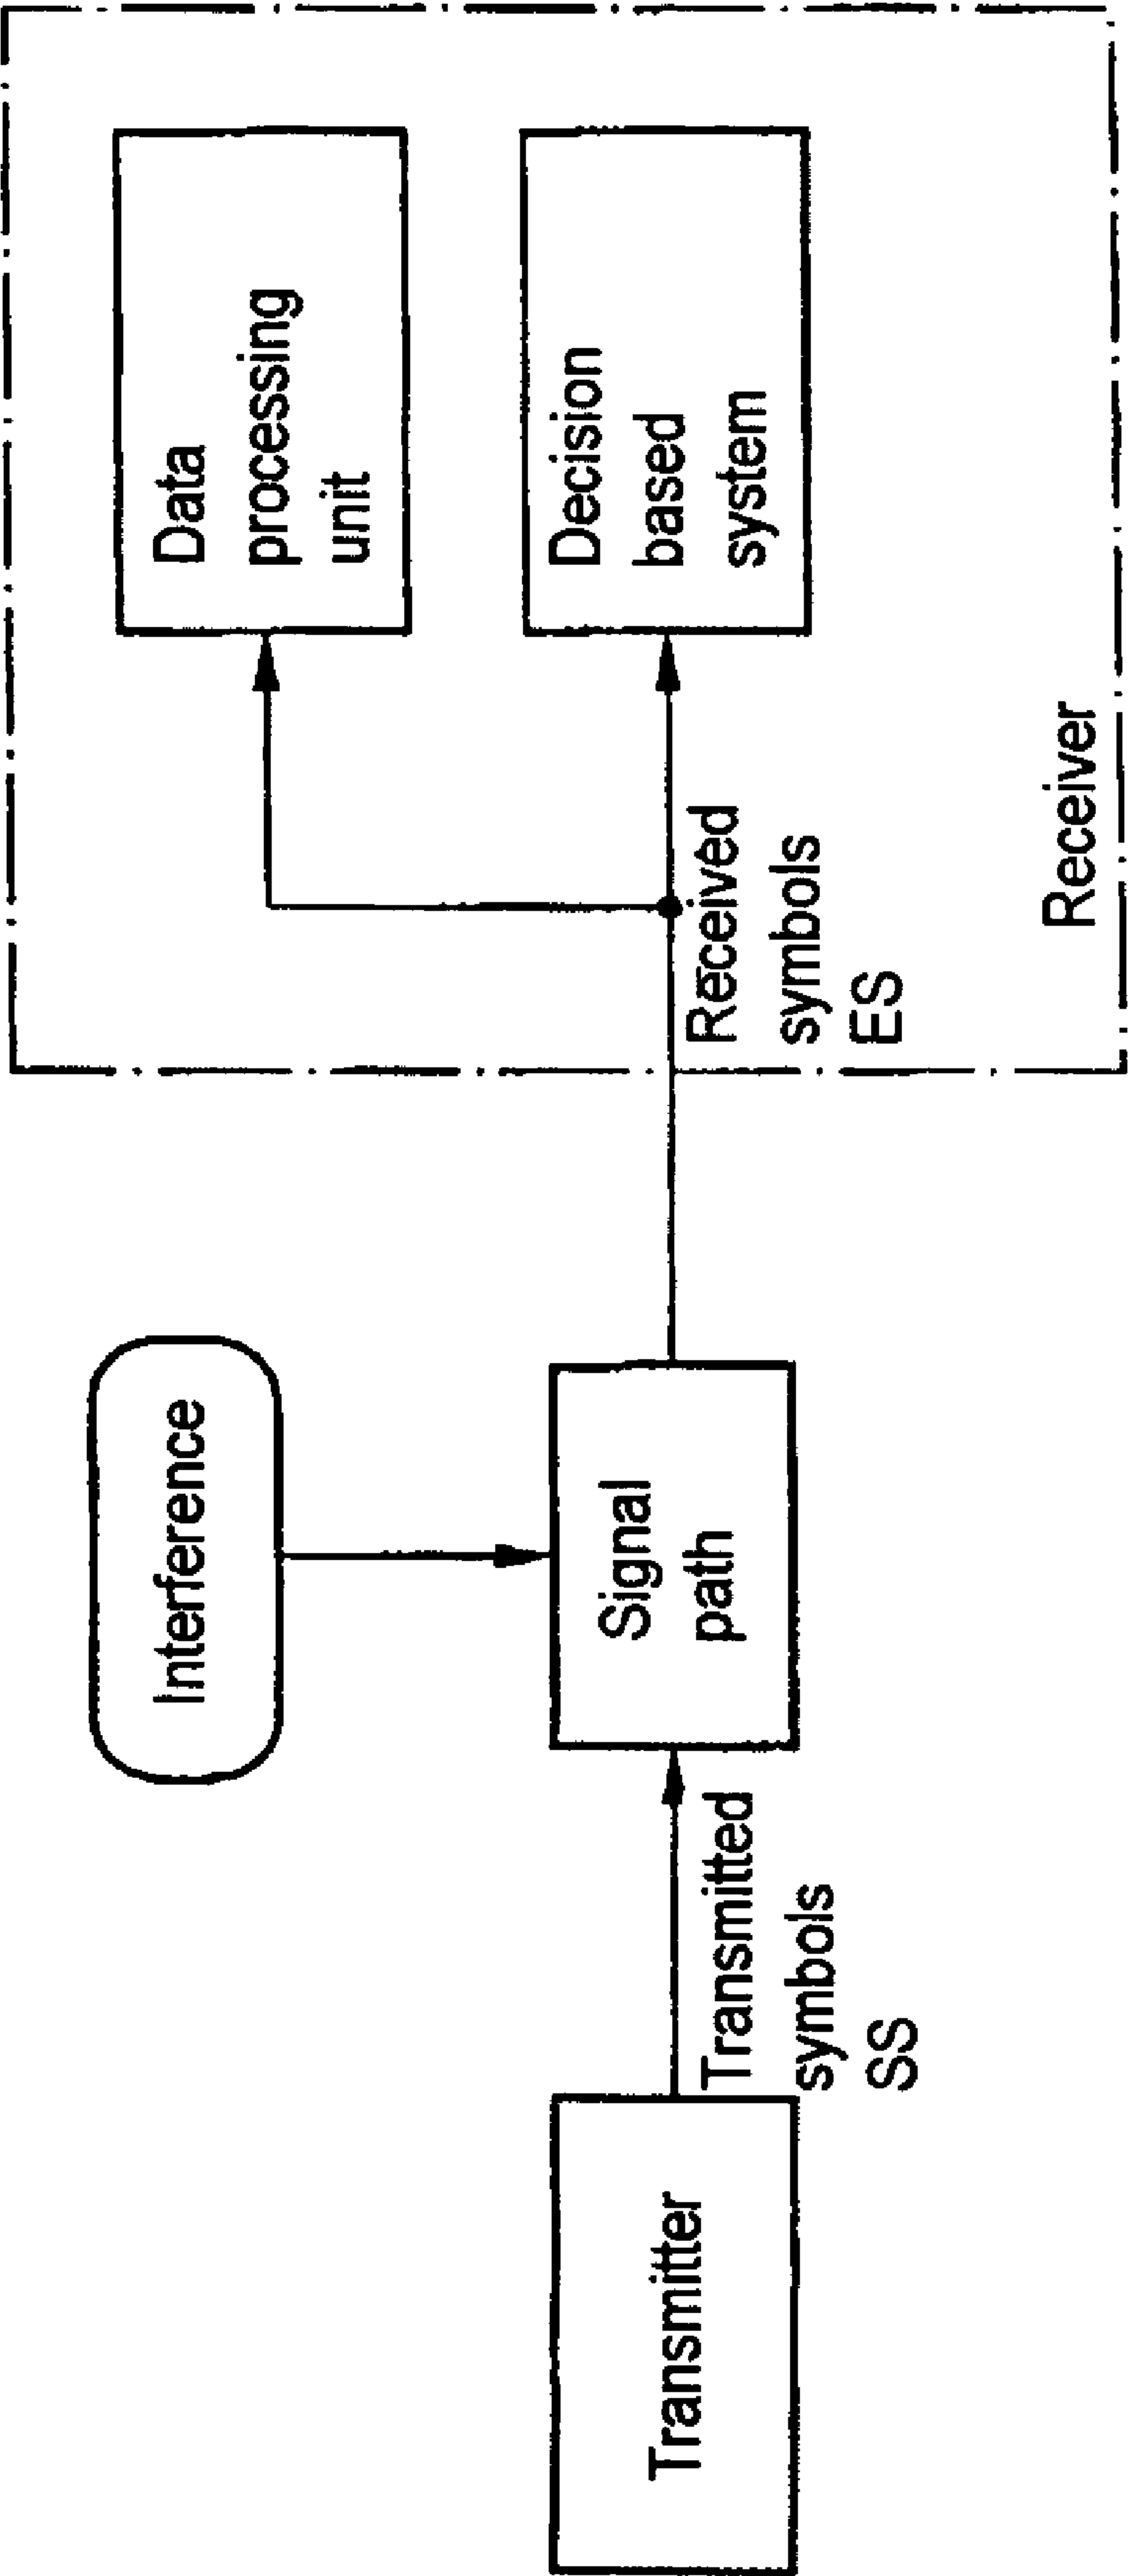 Transmitter
Transmitted
symbols
SS
Interference
Signal
path
Received
symbols
ES
Data
processing
unit
Decision
based
system
Receiver